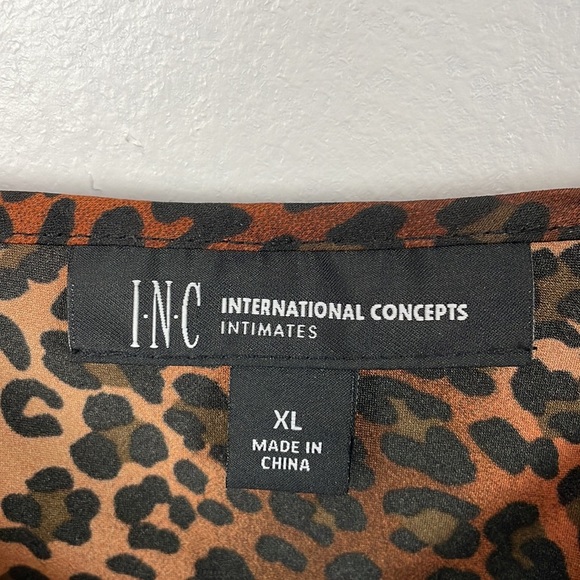 I·N·C INTERNATIONAL CONCEPTS
INTIMATES
XL
MADE IN
CHINA